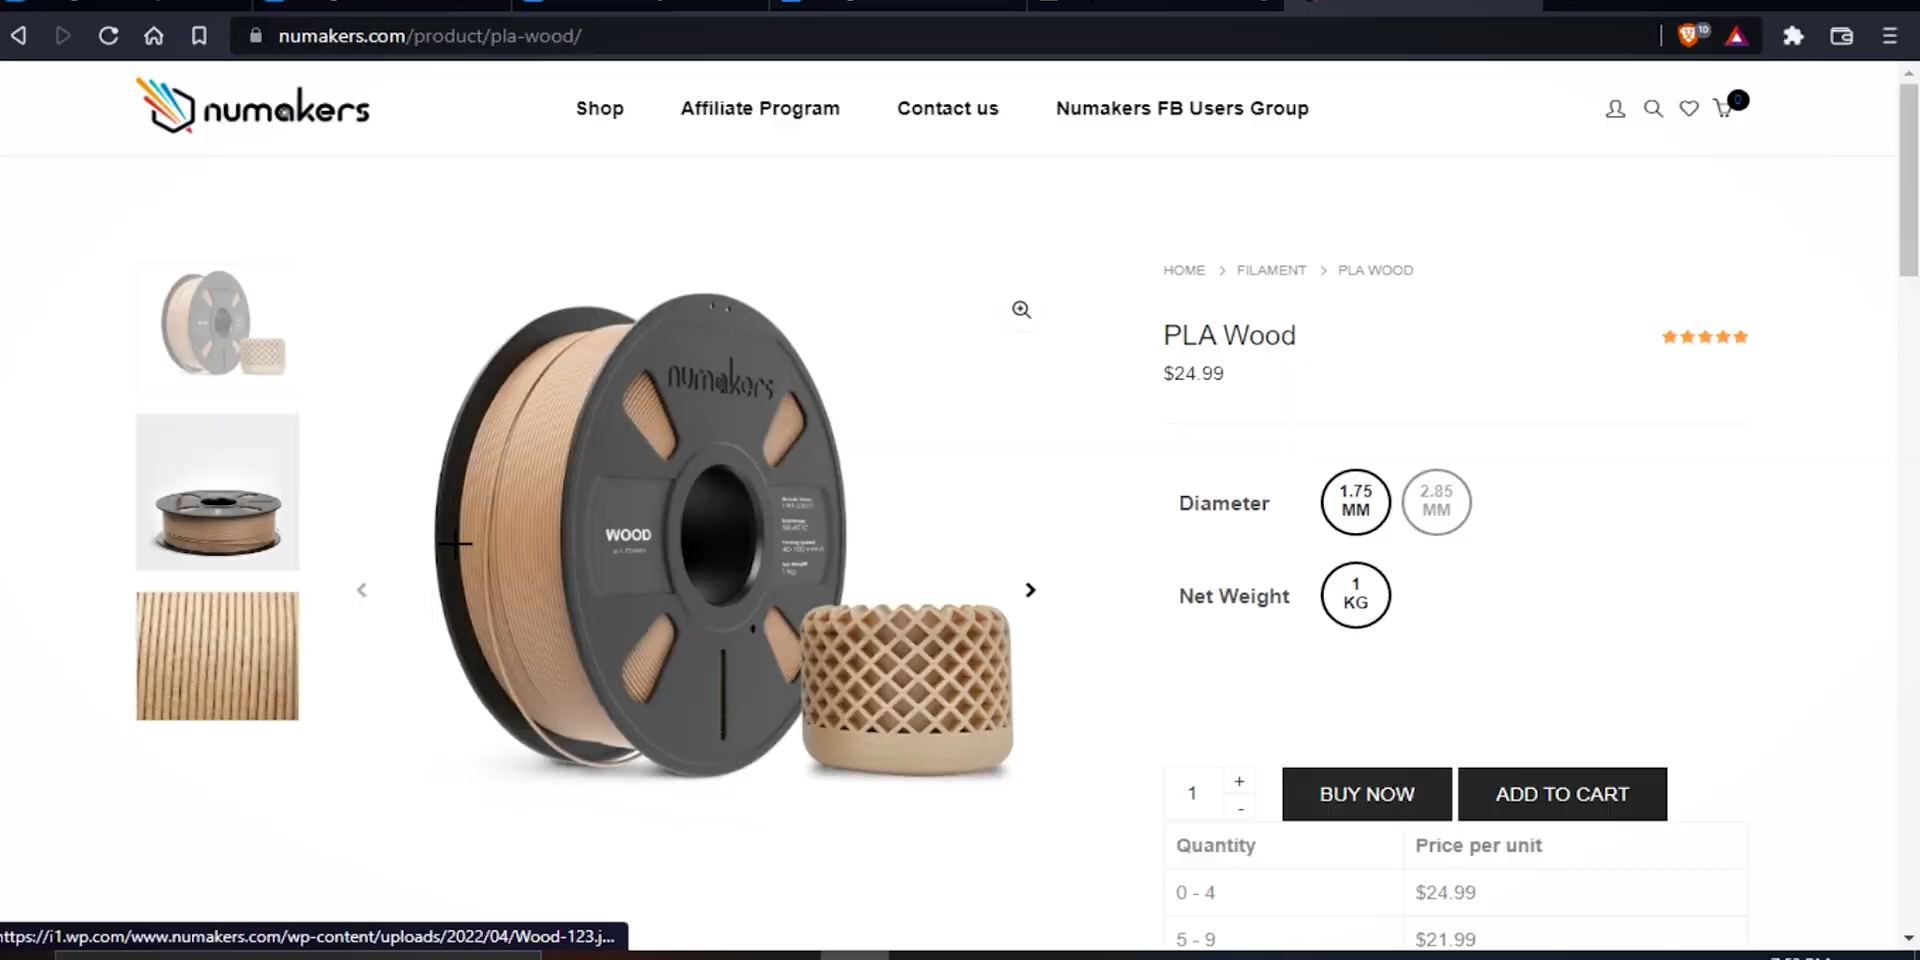 numakers.com/product/pla-wood/
10
numakers
Shop
Affiliate Program
Contact us
Numakers FB Users Group
0
HOME > FILAMENT > PLA WOOD
PLA Wood
$24.99
numakers
WOOD
Diameter
1.75 MM
2.85 MM
Net Weight
1 KG
1
+
-
BUY NOW
ADD TO CART
Quantity
Price per unit
0 - 4
$24.99
5 - 9
$21.99
https://i1.wp.com/www.numakers.com/wp-content/uploads/2022/04/Wood-123.j...